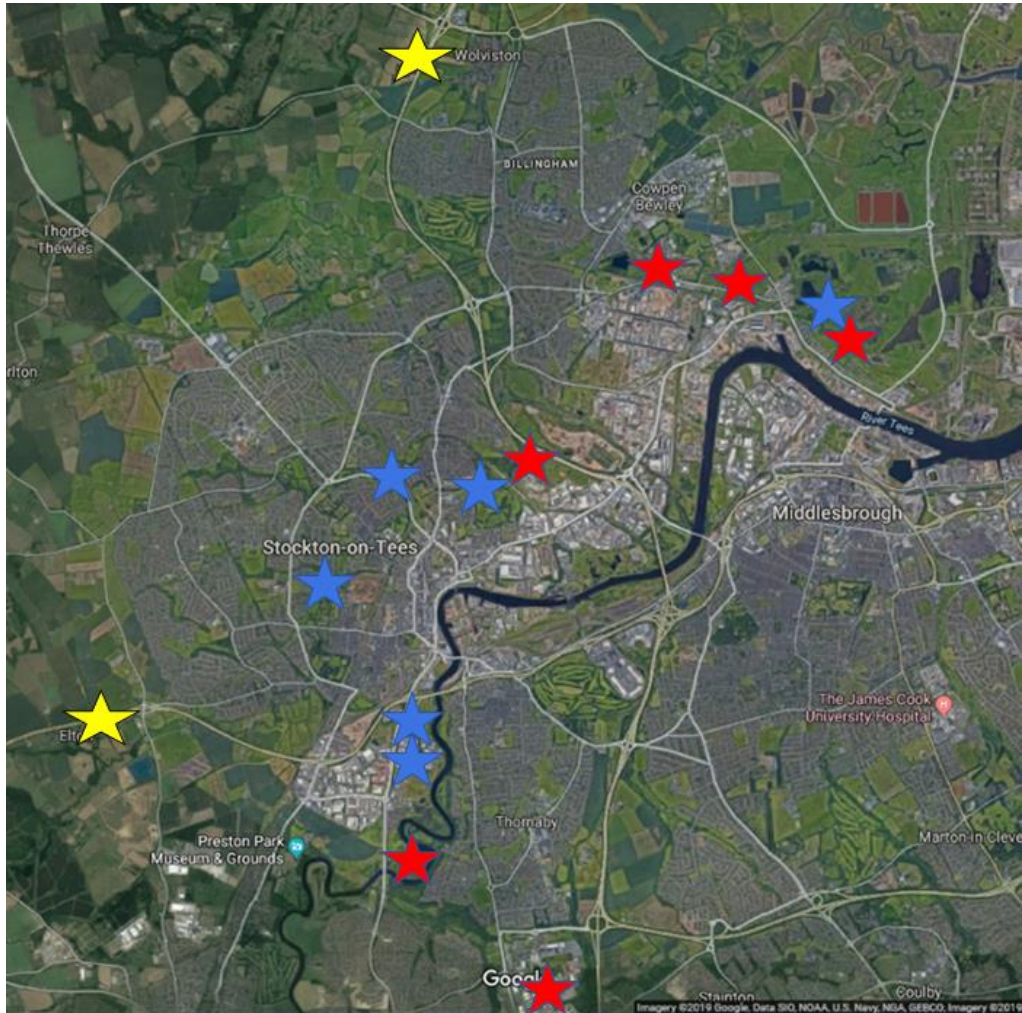 Wolviston
BILLINGHAM
Cowpen
Bewley
Thorpe
Thewles
rlton
River Tees
Middlesbrough
Stockton-on-Tees
The James Cook
University Hospital
H
Elto
Thornaby
Preston Park
Museum & Grounds
Marton-in-Cleve
Google
Stainton
Coulby
Imagery ©2019 Google, Data SIO, NOAA, U.S. Navy, NGA, GEBCO, Imagery ©2019